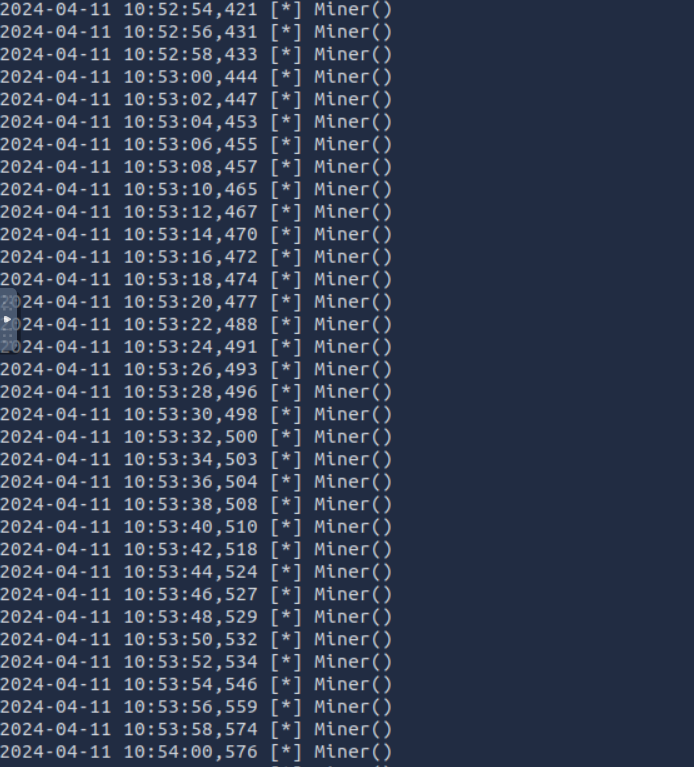 2024-04-11 10:52:54,421 [*] Miner()
2024-04-11 10:52:56,431 [*] Miner()
2024-04-11 10:52:58,433 [*] Miner()
2024-04-11 10:53:00,444 [*] Miner()
2024-04-11 10:53:02,447 [*] Miner()
2024-04-11 10:53:04,453 [*] Miner()
2024-04-11 10:53:06,455 [*] Miner()
2024-04-11 10:53:08,457 [*] Miner()
2024-04-11 10:53:10,465 [*] Miner()
2024-04-11 10:53:12,467 [*] Miner()
2024-04-11 10:53:14,470 [*] Miner()
2024-04-11 10:53:16,472 [*] Miner()
2024-04-11 10:53:18,474 [*] Miner()
2024-04-11 10:53:20,477 [*] Miner()
2024-04-11 10:53:22,488 [*] Miner()
2024-04-11 10:53:24,491 [*] Miner()
2024-04-11 10:53:26,493 [*] Miner()
2024-04-11 10:53:28,496 [*] Miner()
2024-04-11 10:53:30,498 [*] Miner()
2024-04-11 10:53:32,500 [*] Miner()
2024-04-11 10:53:34,503 [*] Miner()
2024-04-11 10:53:36,504 [*] Miner()
2024-04-11 10:53:38,508 [*] Miner()
2024-04-11 10:53:40,510 [*] Miner()
2024-04-11 10:53:42,518 [*] Miner()
2024-04-11 10:53:44,524 [*] Miner()
2024-04-11 10:53:46,527 [*] Miner()
2024-04-11 10:53:48,529 [*] Miner()
2024-04-11 10:53:50,532 [*] Miner()
2024-04-11 10:53:52,534 [*] Miner()
2024-04-11 10:53:54,546 [*] Miner()
2024-04-11 10:53:56,559 [*] Miner()
2024-04-11 10:53:58,574 [*] Miner()
2024-04-11 10:54:00,576 [*] Miner()